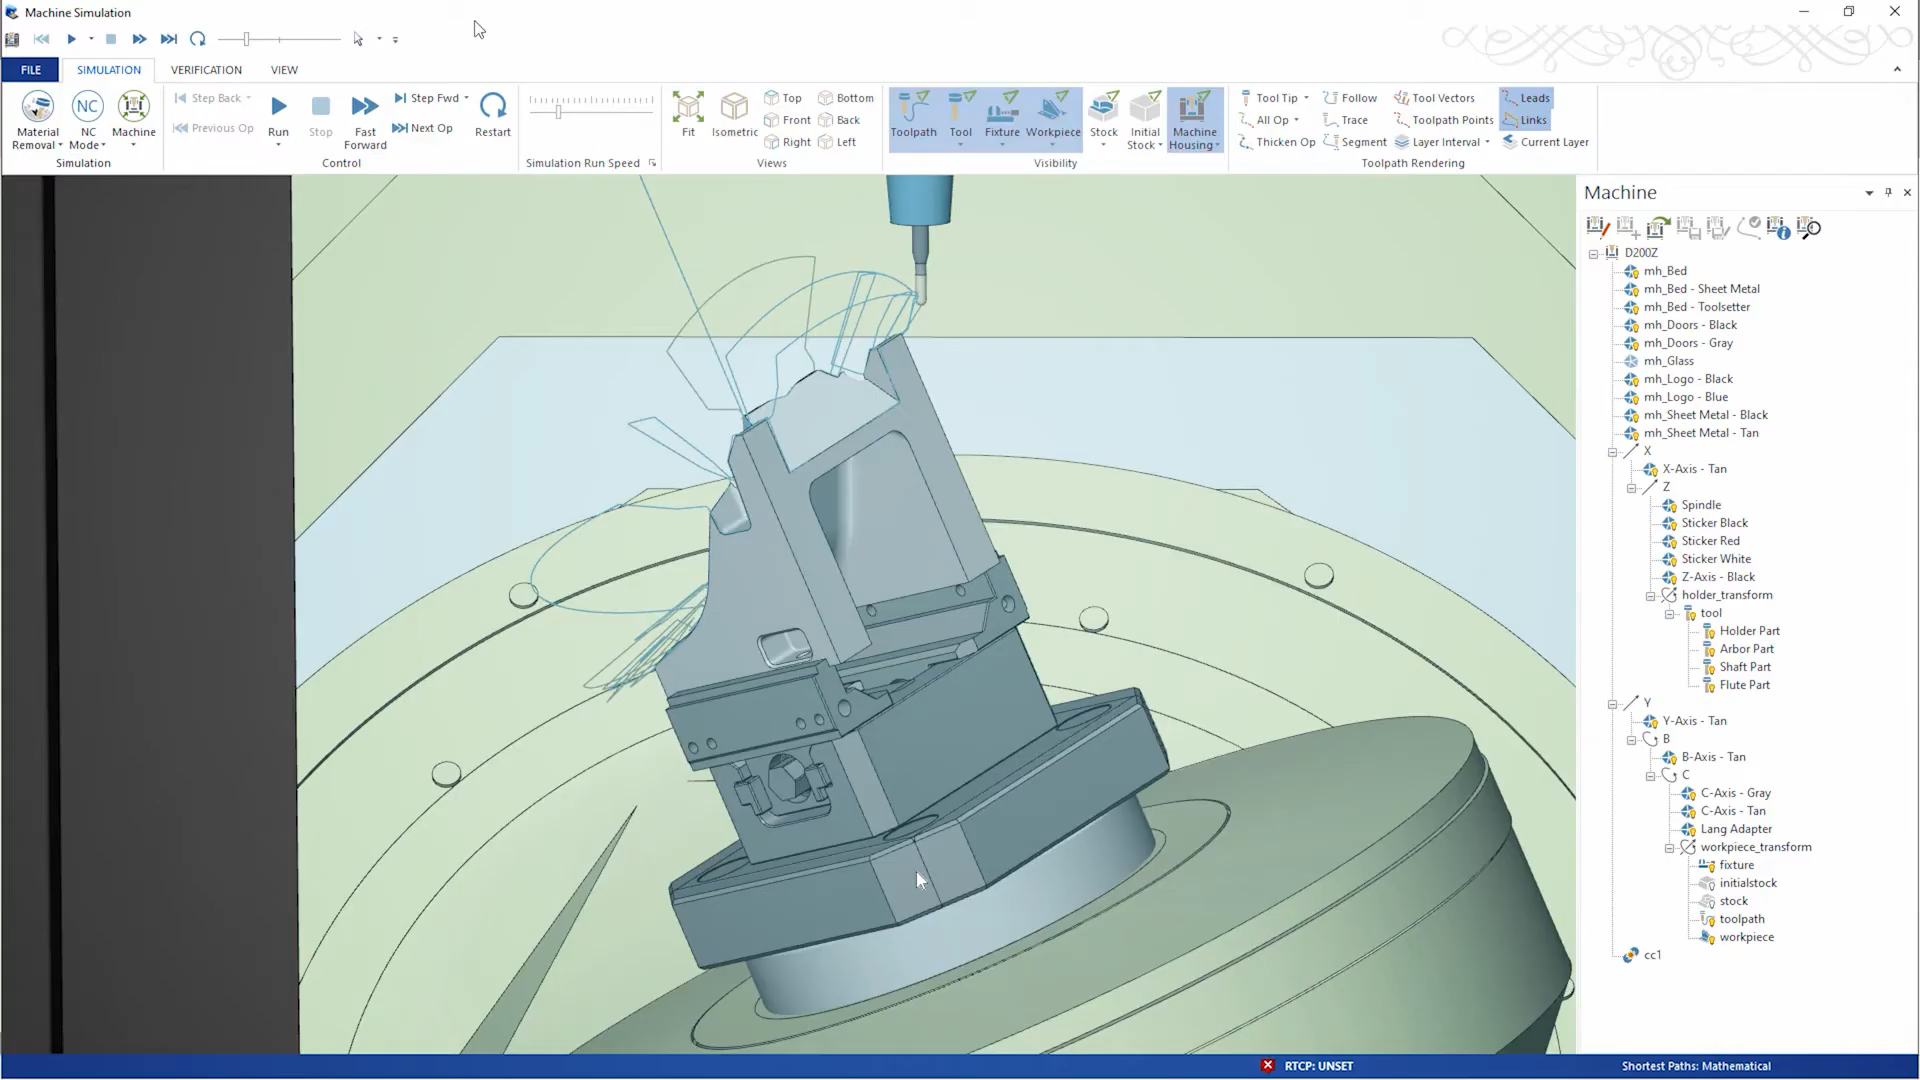 Machine Simulation
FILE
SIMULATION
VERIFICATION
VIEW
Material Removal
NC Mode
Machine
Simulation
Step Back
Previous Op
Run
Stop
Fast Forward
Step Fwd
Next Op
Restart
Control
Simulation Run Speed
Fit
Isometric
Top
Front
Right
Bottom
Back
Left
Views
Toolpath
Tool
Fixture
Workpiece
Stock
Initial Stock
Machine Housing
Visibility
Tool Tip
All Op
Thicken Op
Follow
Trace
Segment
Tool Vectors
Toolpath Points
Layer Interval
Leads
Links
Current Layer
Toolpath Rendering
NC
Machine
D200Z
mh_Bed
mh_Bed - Sheet Metal
mh_Bed - Toolsetter
mh_Doors - Black
mh_Doors - Gray
mh_Glass
mh_Logo - Black
mh_Logo - Blue
mh_Sheet Metal - Black
mh_Sheet Metal - Tan
X
X-Axis - Tan
Z
Spindle
Sticker Black
Sticker Red
Sticker White
Z-Axis - Black
holder_transform
tool
Holder Part
Arbor Part
Shaft Part
Flute Part
Y
Y-Axis - Tan
B
B-Axis - Tan
C
C-Axis - Gray
C-Axis - Tan
Lang Adapter
workpiece_transform
fixture
initialstock
stock
toolpath
workpiece
cc1
RTCP: UNSET
Shortest Paths: Mathematical